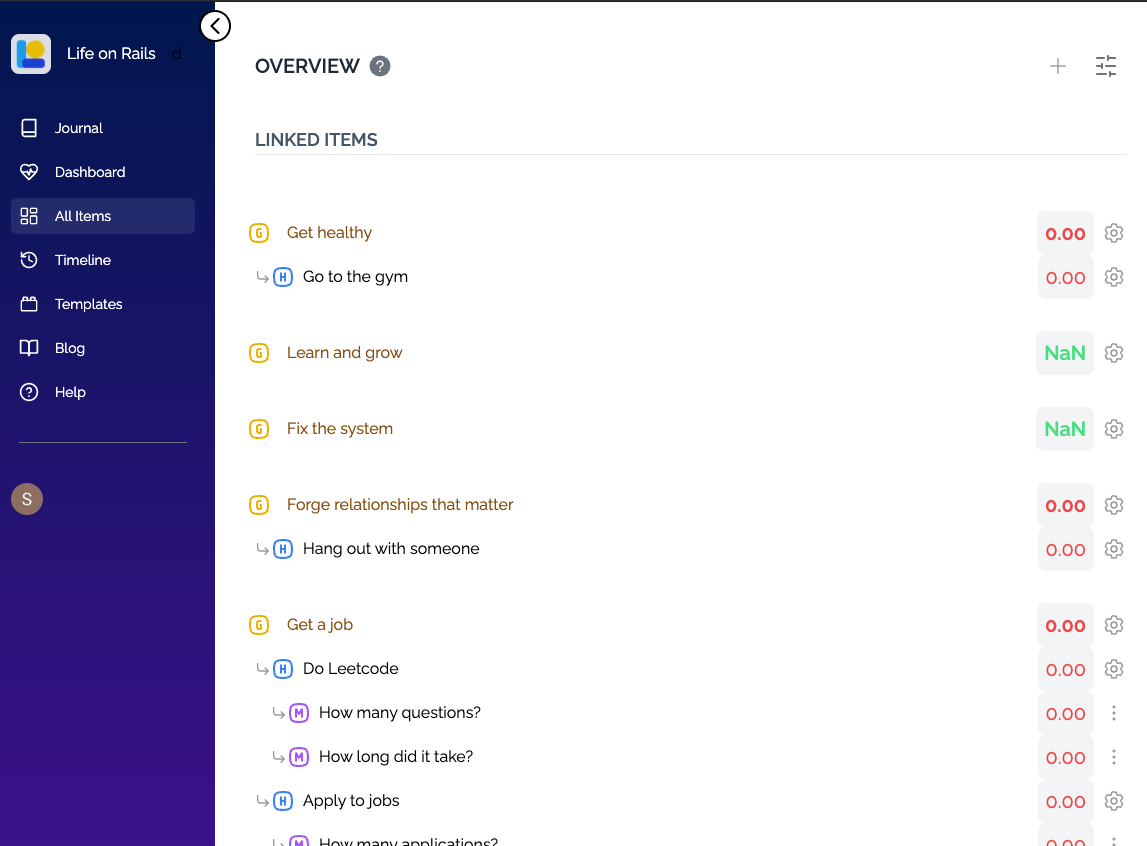 Life on Rails d
Journal
Dashboard
All Items
Timeline
Templates
Blog
Help
S
OVERVIEW ?
LINKED ITEMS
G Get healthy 0.00
H Go to the gym 0.00
G Learn and grow NaN
G Fix the system NaN
G Forge relationships that matter 0.00
H Hang out with someone 0.00
G Get a job 0.00
H Do Leetcode 0.00
M How many questions? 0.00
M How long did it take? 0.00
H Apply to jobs 0.00
M How many applications? 0.00